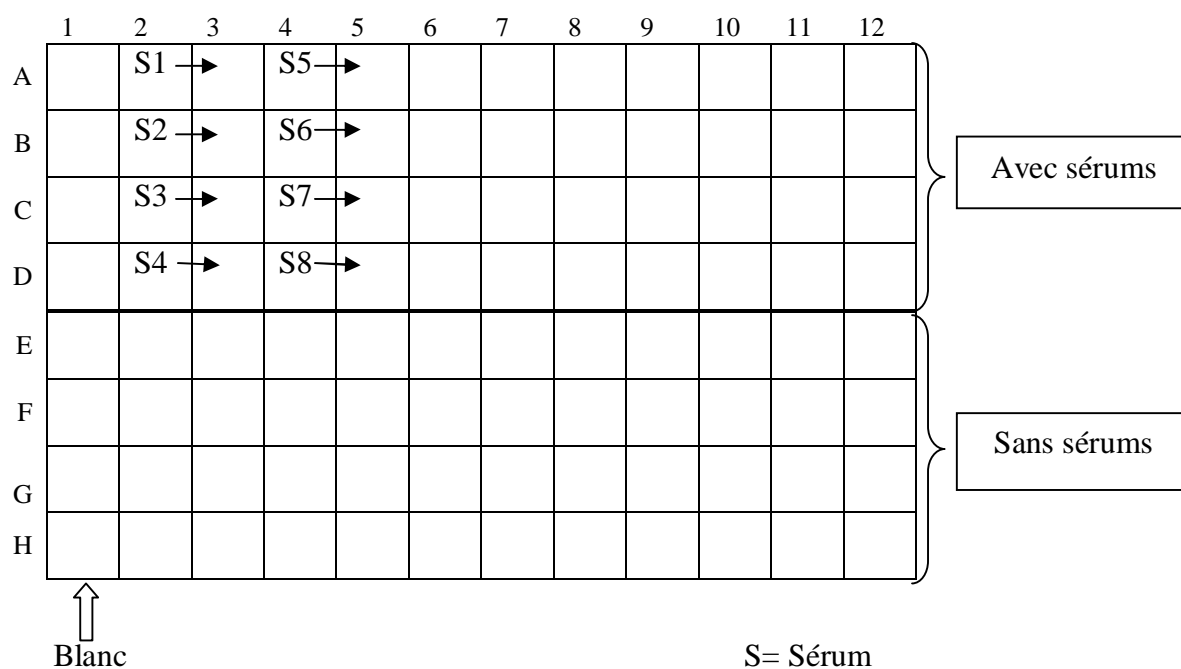 1 2 3 4 5 6 7 8 9 10 11 12
A S1 S5
B S2 S6
Avec sérums
C S3 S7
D S4 S8
E
F
Sans sérums
G
H
Blanc S= Sérum